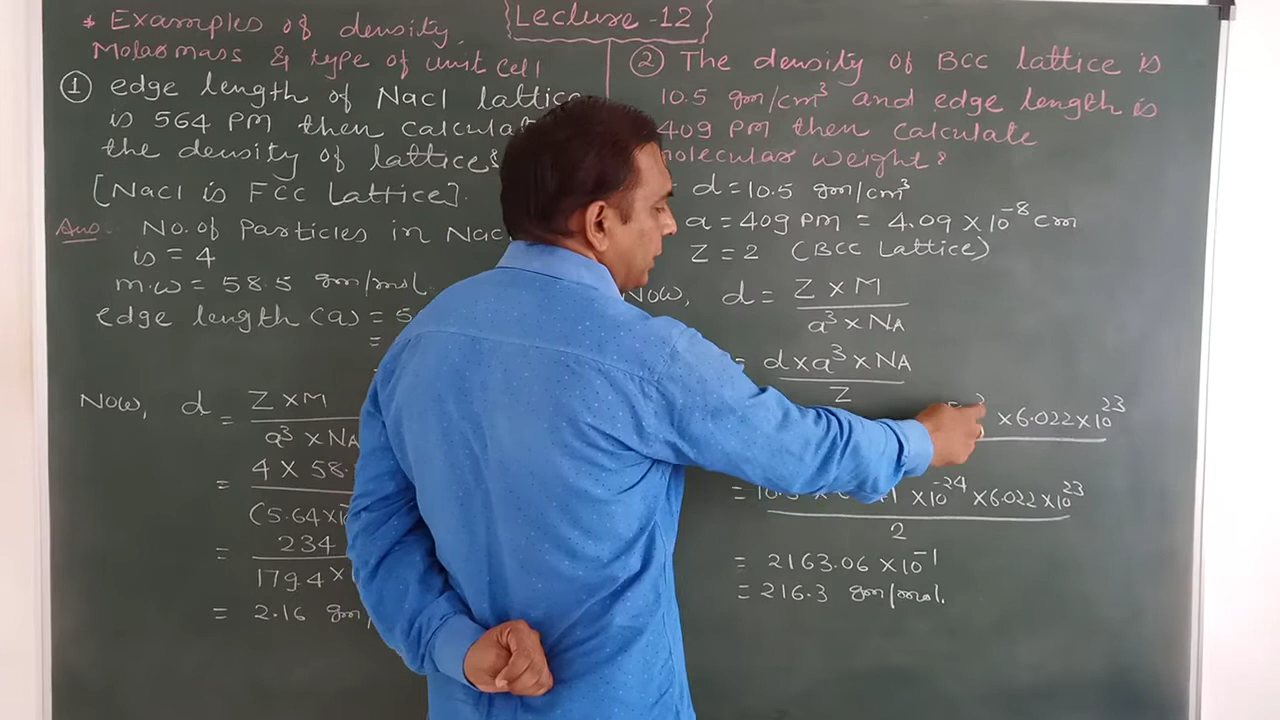 Lecture-12
* Examples of density,
Molar mass & type of unit cell
① edge length of NaCl lattice
is 564 PM then calculate
the density of lattice?
[NaCl is FCC Lattice].
Ans:- No. of Particles in NaCl
is = 4
m.w = 58.5 gm/mol.
edge length (a) = 5
=
Now, d = Z × M
a³ × NA
= 4 × 58.
(5.64×10
= 234
179.4 ×
= 2.16 gm/
② The density of BCC lattice is
10.5 gm/cm³ and edge length is
409 PM then calculate
molecular weight?
d = 10.5 gm/cm³
a = 409 PM = 4.09 × 10⁻⁸ cm
Z = 2 (BCC Lattice)
Now, d = Z × M
a³ × NA
= d × a³ × NA
Z
× 6.022 × 10²³
= 10.5 × × 10⁻²⁴ × 6.022 × 10²³
2
= 2163.06 × 10⁻¹
= 216.3 gm/mol.